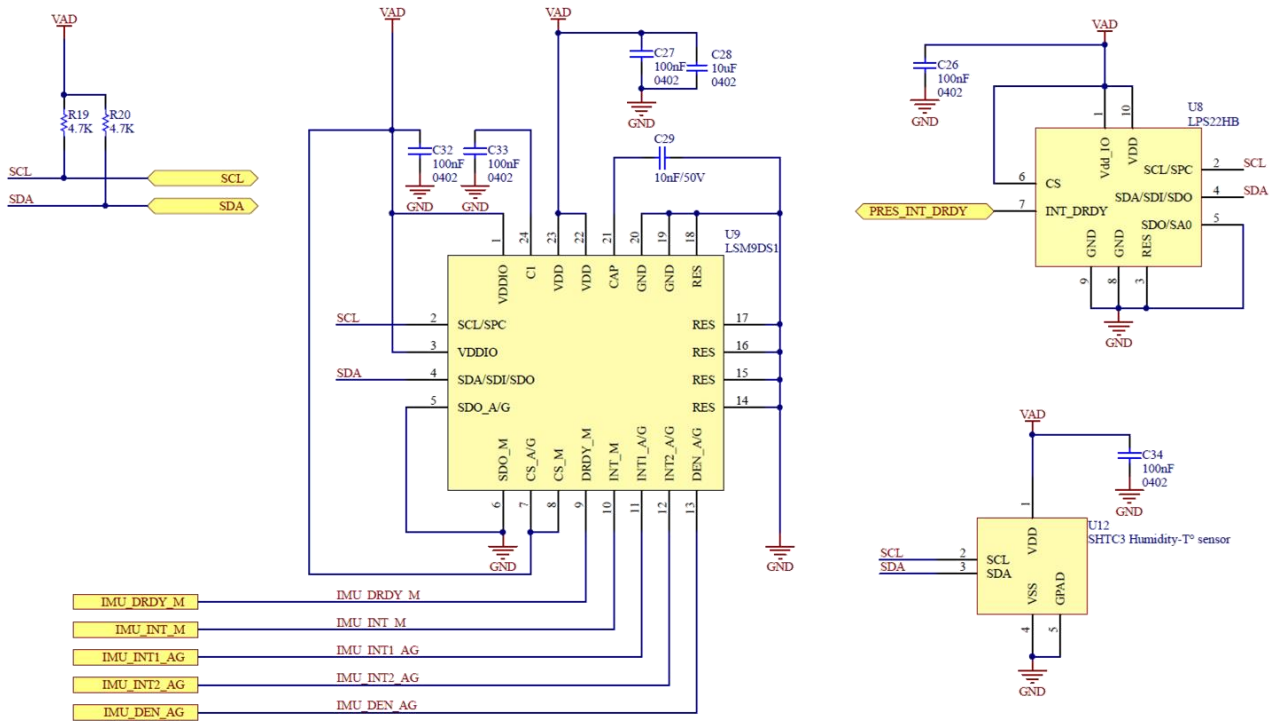 VAD
R19
4.7K
R20
4.7K
SCL
SCL
SDA
SDA
VAD
VAD
C27
100nF
0402
C28
10uF
0402
GND
C32
100nF
0402
GND
C33
100nF
0402
GND
C29
10nF/50V
U9
LSM9DS1
1
24
23
22
21
20
19
18
VDDIO
C1
VDD
VDD
CAP
GND
GND
RES
SCL
2
SCL/SPC
3
VDDIO
SDA
4
SDA/SDI/SDO
5
SDO_A/G
RES
17
RES
16
RES
15
RES
14
SDO_M
CS_A/G
CS_M
DRDY_M
INT_M
INT1_A/G
INT2_A/G
DEN_A/G
6
7
8
9
10
11
12
13
GND
GND
IMU_DRDY_M
IMU_DRDY_M
IMU_INT_M
IMU_INT_M
IMU_INT1_AG
IMU_INT1_AG
IMU_INT2_AG
IMU_INT2_AG
IMU_DEN_AG
IMU_DEN_AG
VAD
C26
100nF
0402
GND
U8
LPS22HB
1
10
Vdd_IO
VDD
6
CS
PRES_INT_DRDY
7
INT_DRDY
SCL/SPC
2
SCL
SDA/SDI/SDO
4
SDA
SDO/SA0
5
GND
GND
RES
9
8
3
GND
VAD
C34
100nF
0402
GND
U12
SHTC3 Humidity-T° sensor
1
VDD
SCL
2
SCL
SDA
3
SDA
VSS
GPAD
4
5
GND